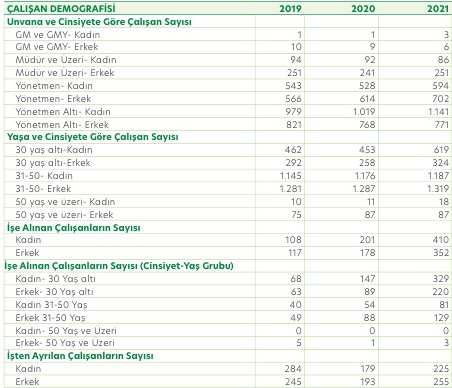 ÇALIŞAN DEMOGRAFİSİ 2019 2020 2021
Unvana ve Cinsiyete Göre Çalışan Sayısı
GM ve GMY- Kadın 1 1 3
GM ve GMY- Erkek 10 9 6
Müdür ve Üzeri- Kadın 94 92 86
Müdür ve Üzeri- Erkek 251 241 251
Yönetmen- Kadın 543 528 594
Yönetmen- Erkek 566 614 702
Yönetmen Altı- Kadın 979 1.019 1.141
Yönetmen Altı- Erkek 821 768 771
Yaşa ve Cinsiyete Göre Çalışan Sayısı
30 yaş altı-Kadın 462 453 619
30 yaş altı-Erkek 292 258 324
31-50- Kadın 1.145 1.176 1.187
31-50- Erkek 1.281 1.287 1.319
50 yaş ve üzeri- Kadın 10 11 18
50 yaş ve üzeri- Erkek 75 87 87
İşe Alınan Çalışanların Sayısı
Kadın 108 201 410
Erkek 117 178 352
İşe Alınan Çalışanların Sayısı (Cinsiyet-Yaş Grubu)
Kadın- 30 Yaş altı 68 147 329
Erkek- 30 Yaş altı 63 89 220
Kadın 31-50 Yaş 40 54 81
Erkek 31-50 Yaş 49 88 129
Kadın- 50 Yaş ve Üzeri 0 0 0
Erkek- 50 Yaş ve Üzeri 5 1 3
İşten Ayrılan Çalışanların Sayısı
Kadın 284 179 225
Erkek 245 193 255